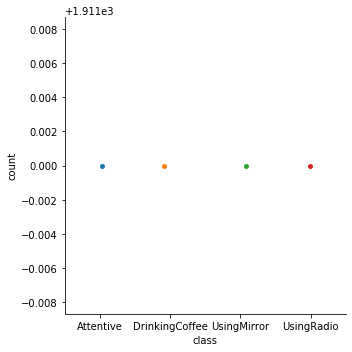 +1.911e3
0.008
0.006
0.004
0.002
0.000
−0.002
−0.004
−0.006
−0.008
count
Attentive DrinkingCoffee UsingMirror UsingRadio
class